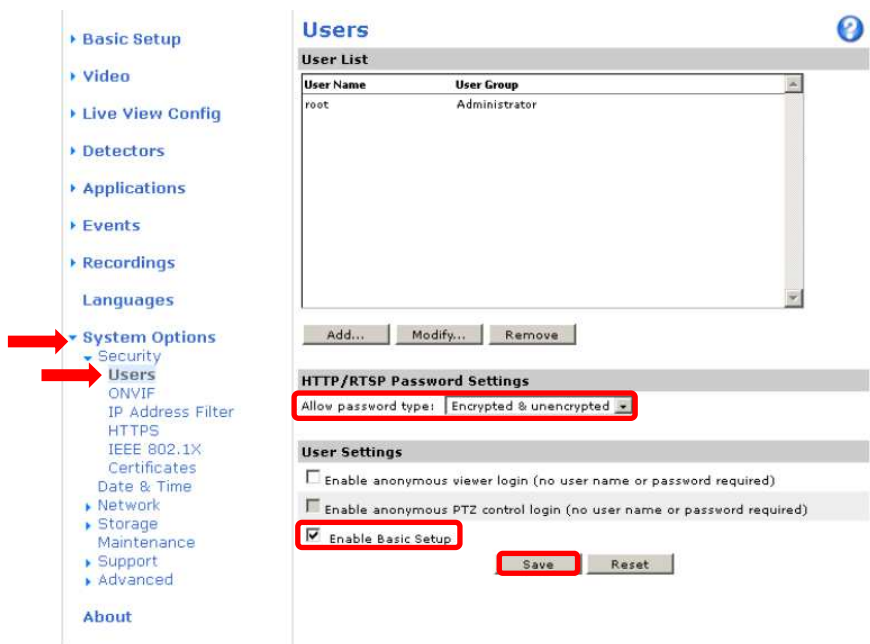 Basic Setup
Video
Live View Config
Detectors
Applications
Events
Recordings
Languages
System Options
Security
Users
ONVIF
IP Address Filter
HTTPS
IEEE 802.1X
Certificates
Date & Time
Network
Storage
Maintenance
Support
Advanced
About
Users
?
User List
User Name User Group
root Administrator
Add... Modify... Remove
HTTP/RTSP Password Settings
Allow password type: Encrypted & unencrypted
User Settings
Enable anonymous viewer login (no user name or password required)
Enable anonymous PTZ control login (no user name or password required)
Enable Basic Setup
Save Reset